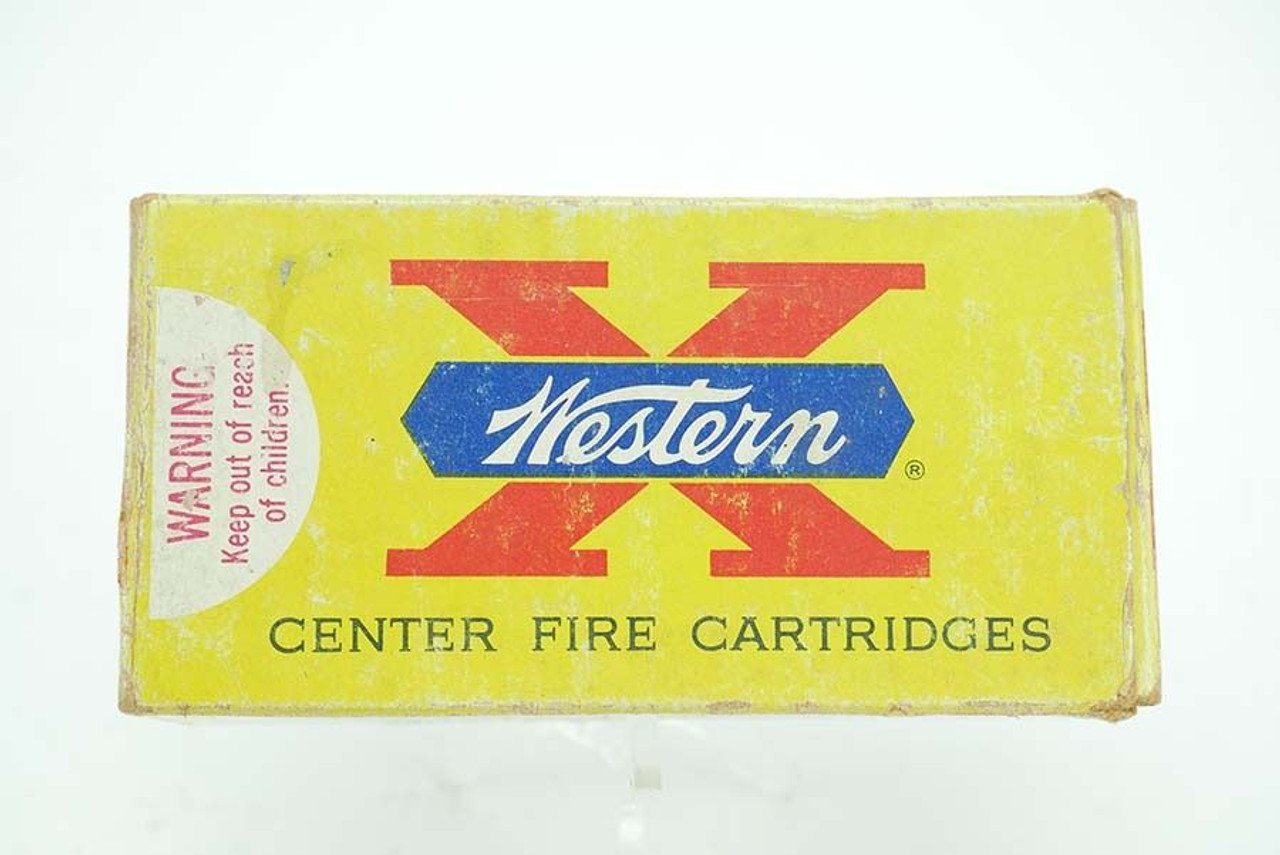 WARNING
Keep out of reach
of children.
X
Western
®
CENTER FIRE CARTRIDGES